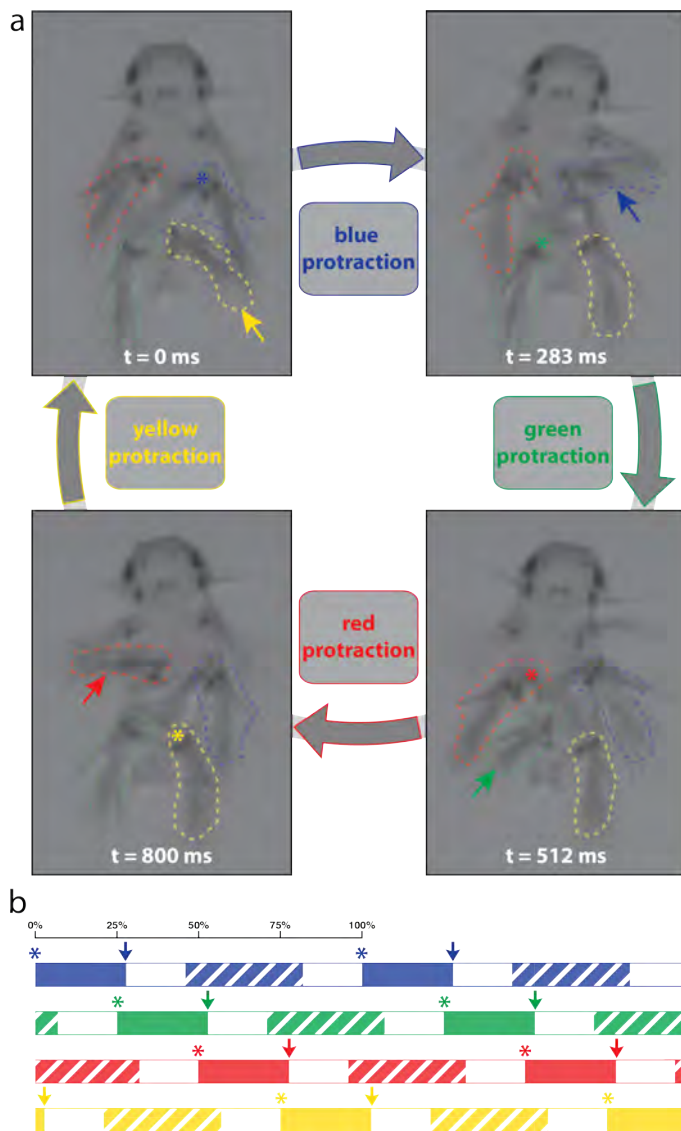 a
t = 0 ms
blue
protraction
t = 283 ms
yellow
protraction
green
protraction
red
protraction
t = 800 ms
t = 512 ms
b
0% 25% 50% 75% 100%
* *
* *
* *
* *